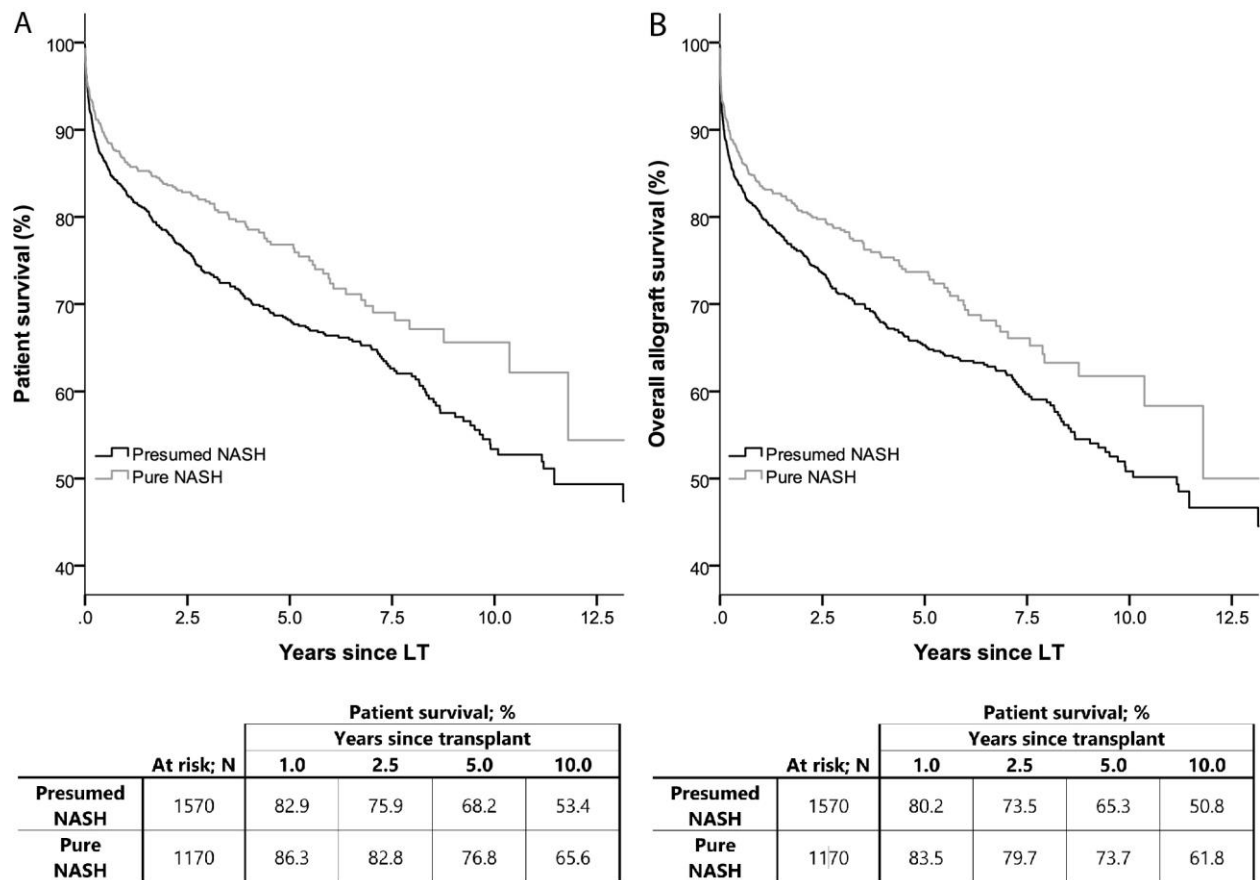 A
100
90
80
70
60
50
40
Patient survival (%)
Presumed NASH
Pure NASH
.0 2.5 5.0 7.5 10.0 12.5
Years since LT
B
100
90
80
70
60
50
40
Overall allograft survival (%)
Presumed NASH
Pure NASH
.0 2.5 5.0 7.5 10.0 12.5
Years since LT
Patient survival; %
Years since transplant
At risk; N 1.0 2.5 5.0 10.0
Presumed
NASH 1570 82.9 75.9 68.2 53.4
Pure
NASH 1170 86.3 82.8 76.8 65.6
Patient survival; %
Years since transplant
At risk; N 1.0 2.5 5.0 10.0
Presumed
NASH 1570 80.2 73.5 65.3 50.8
Pure
NASH 1170 83.5 79.7 73.7 61.8